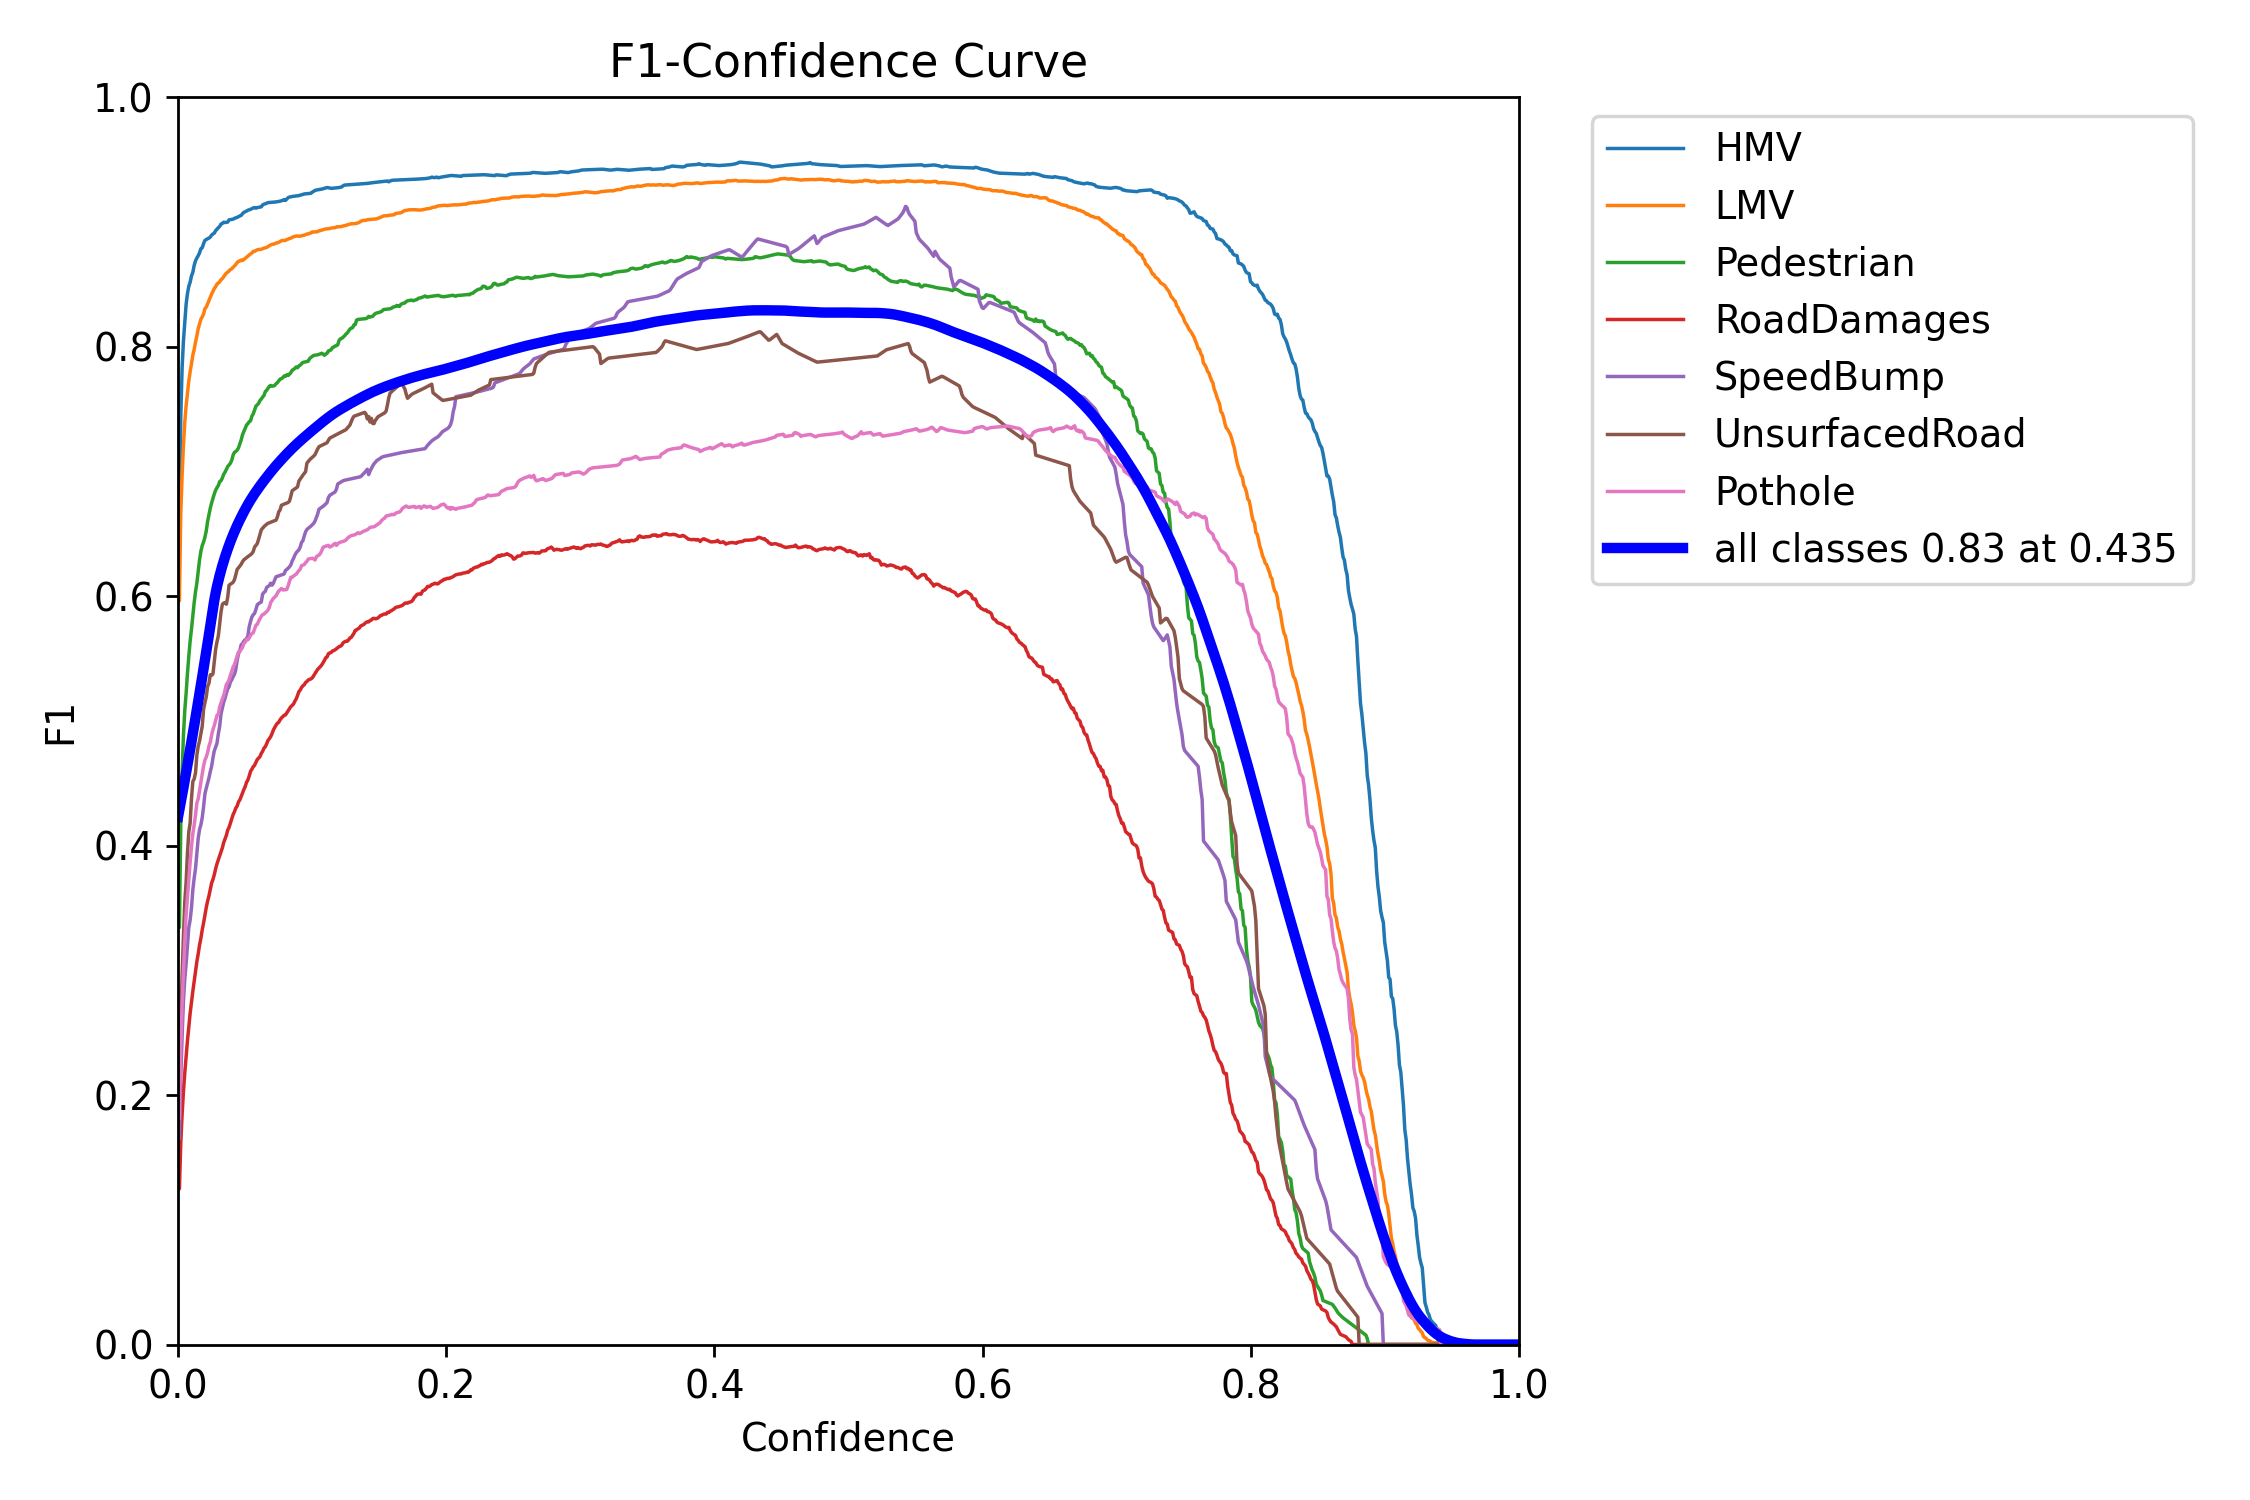 F1-Confidence Curve
1.0
0.8
0.6
0.4
0.2
0.0
F1
0.0 0.2 0.4 0.6 0.8 1.0
Confidence
HMV
LMV
Pedestrian
RoadDamages
SpeedBump
UnsurfacedRoad
Pothole
all classes 0.83 at 0.435